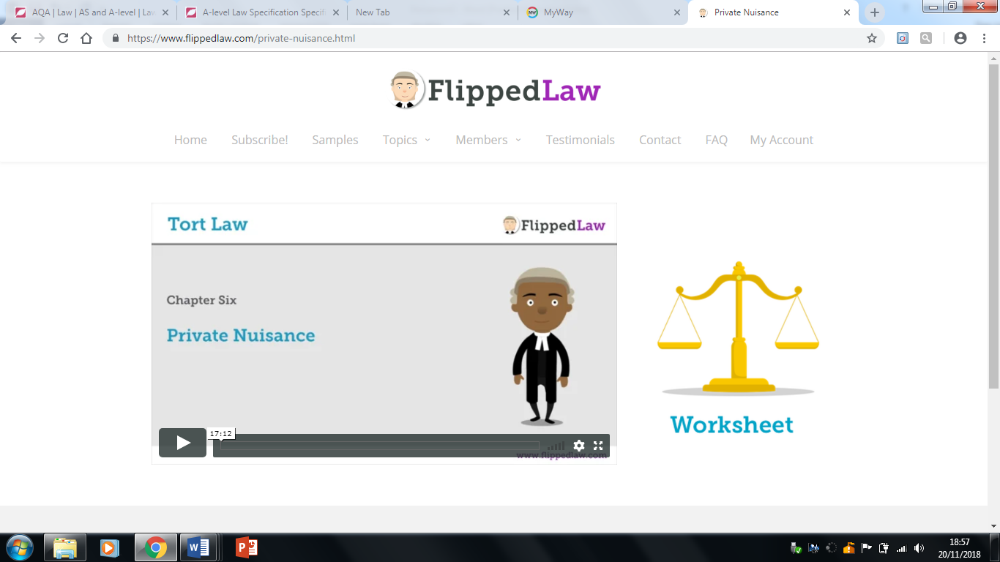 AQA | Law | AS and A-level | Law
A-level Law Specification Specifi
New Tab
MyWay
Private Nuisance
https://www.flippedlaw.com/private-nuisance.html
FlippedLaw
Home Subscribe! Samples Topics Members Testimonials Contact FAQ My Account
Tort Law
FlippedLaw
Chapter Six
Private Nuisance
17:12
www.flippedlaw.com
Worksheet
18:57
20/11/2018